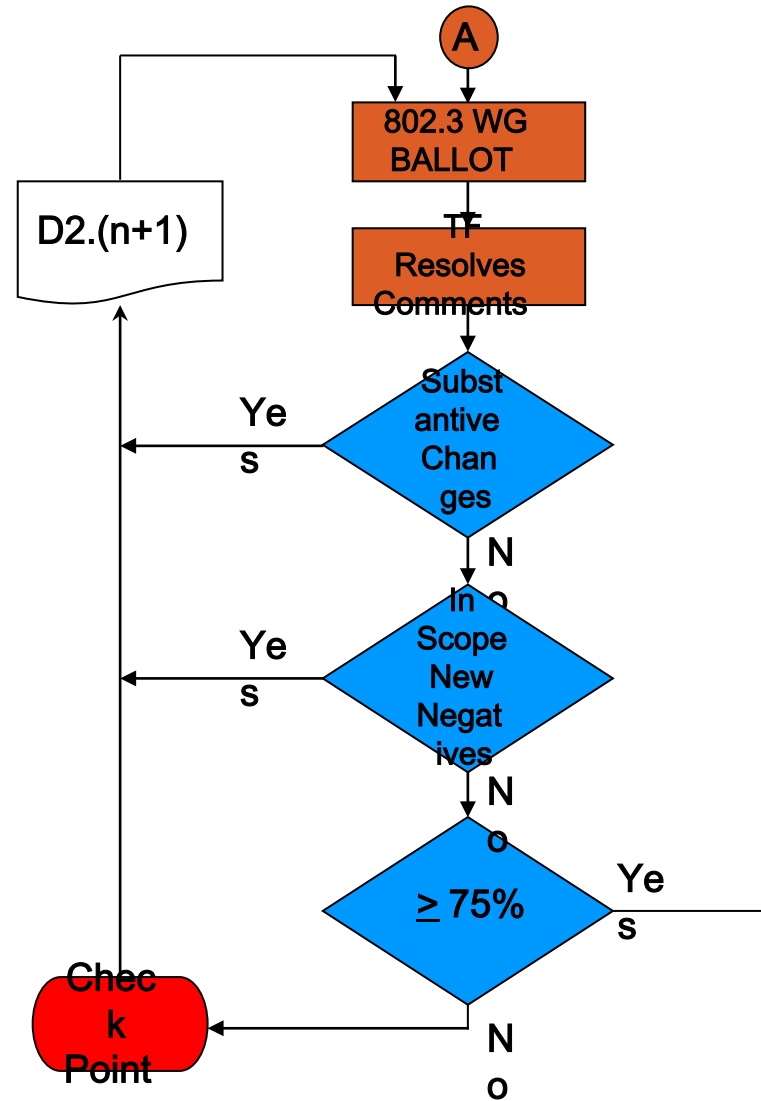 A
802.3 WG
BALLOT
D2.(n+1)
TF
Resolves
Comments
Subst
antive
Chan
ges
Ye
s
N
o
In
Scope
New
Negat
ives
Ye
s
N
o
≥ 75%
Ye
s
Chec
k
Point
N
o